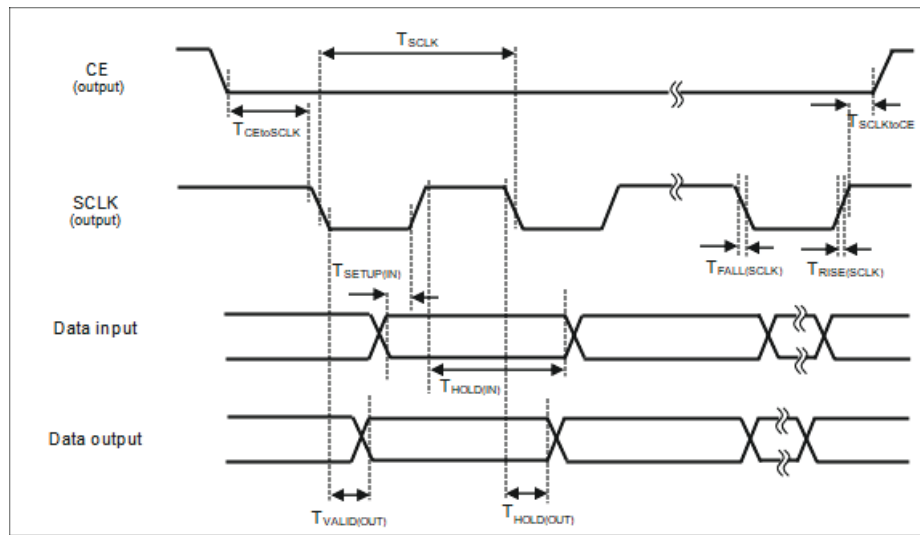 CE
(output)
TSCLK
TCEtoSCLK
TSCLKtoCE
SCLK
(output)
TSETUP(IN)
TFALL(SCLK)
TRISE(SCLK)
Data input
THOLD(IN)
Data output
TVALID(OUT)
THOLD(OUT)